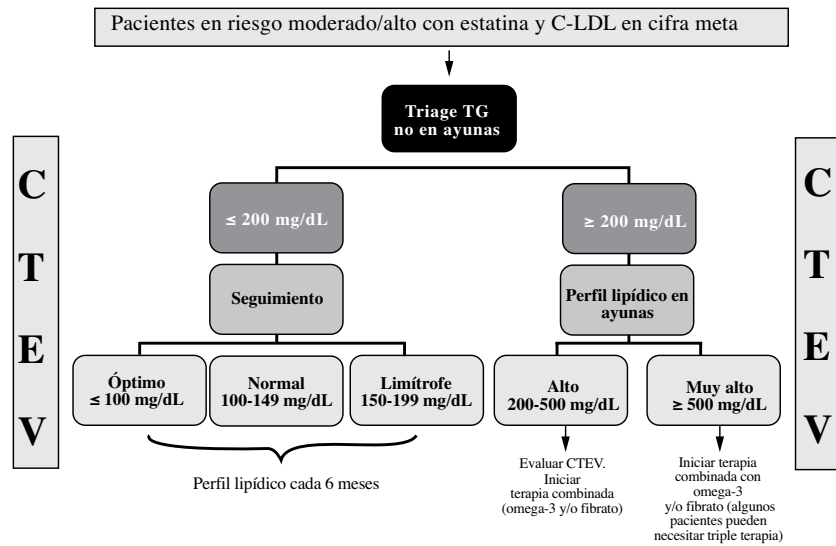 Pacientes en riesgo moderado/alto con estatina y C-LDL en cifra meta
Triage TG
no en ayunas
C
T
E
V
C
T
E
V
≤ 200 mg/dL
≥ 200 mg/dL
Seguimiento
Perfil lipídico en
ayunas
Óptimo
≤ 100 mg/dL
Normal
100-149 mg/dL
Limítrofe
150-199 mg/dL
Alto
200-500 mg/dL
Muy alto
≥ 500 mg/dL
Perfil lipídico cada 6 meses
Evaluar CTEV.
Iniciar
terapia combinada
(omega-3 y/o fibrato)
Iniciar terapia
combinada con
omega-3
y/o fibrato (algunos
pacientes pueden
necesitar triple terapia)